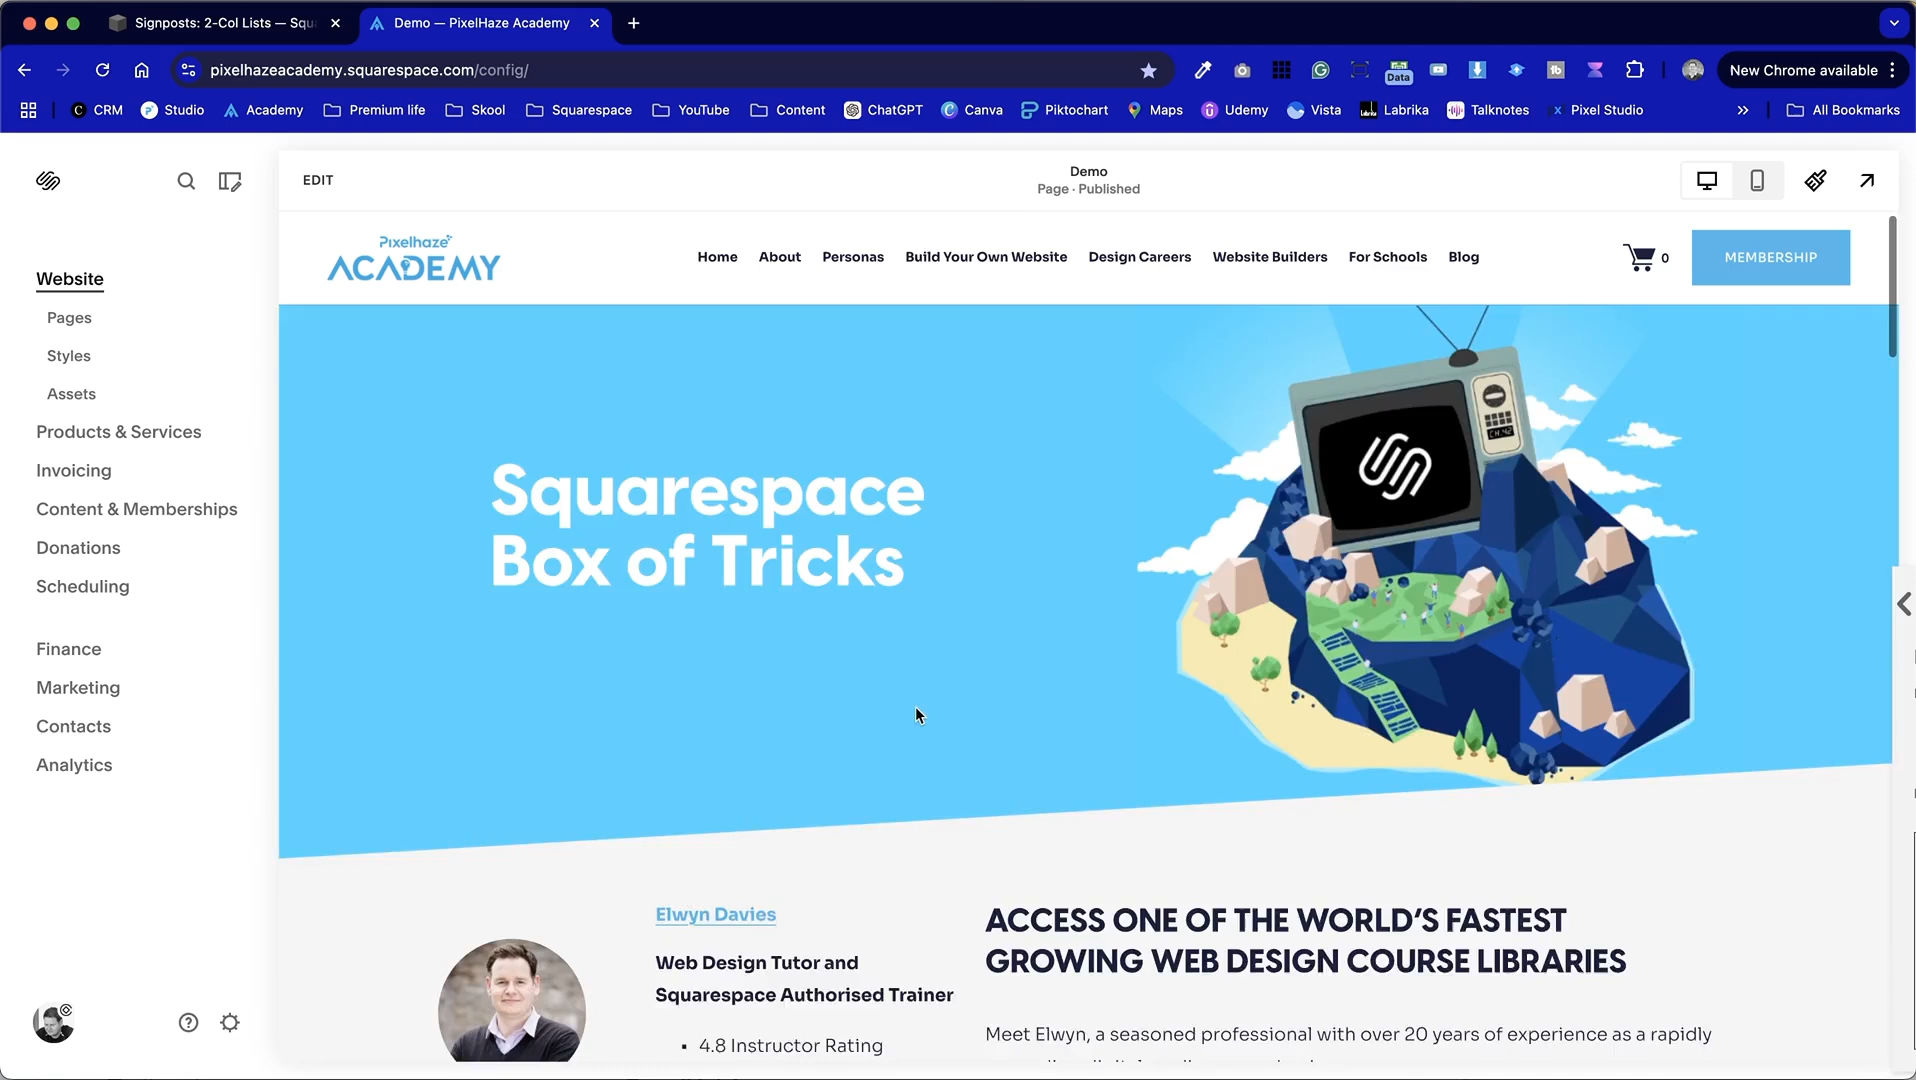 Signposts: 2-Col Lists — Squ
Demo — PixelHaze Academy
pixelhazeacademy.squarespace.com/config/
Data
New Chrome available
CRM
Studio
Academy
Premium life
Skool
Squarespace
YouTube
Content
ChatGPT
Canva
Piktochart
Maps
Udemy
Vista
Labrika
Talknotes
Pixel Studio
All Bookmarks
EDIT
Demo
Page · Published
Website
Pages
Styles
Assets
Products & Services
Invoicing
Content & Memberships
Donations
Scheduling
Finance
Marketing
Contacts
Analytics
Pixelhaze
ACADEMY
Home
About
Personas
Build Your Own Website
Design Careers
Website Builders
For Schools
Blog
0
MEMBERSHIP
Squarespace
Box of Tricks
CH.42
Elwyn Davies
Web Design Tutor and
Squarespace Authorised Trainer
4.8 Instructor Rating
ACCESS ONE OF THE WORLD'S FASTEST
GROWING WEB DESIGN COURSE LIBRARIES
Meet Elwyn, a seasoned professional with over 20 years of experience as a rapidly